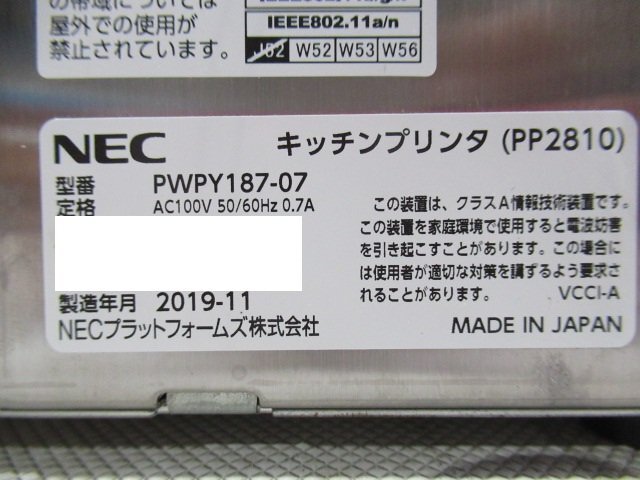 の帯域については
屋外での使用が
禁止されています。
IEEE802.11a/n
J52 W52 W53 W56
NEC キッチンプリンタ (PP2810)
型番 PWPY187-07
定格 AC100V 50/60Hz 0.7A
製造年月 2019-11
NECプラットフォームズ株式会社
この装置は、クラスA情報技術装置です。
この装置を家庭環境で使用すると電波妨害
を引き起こすことがあります。この場合に
は使用者が適切な対策を講ずるよう要求さ
れることがあります。 VCCI-A
MADE IN JAPAN